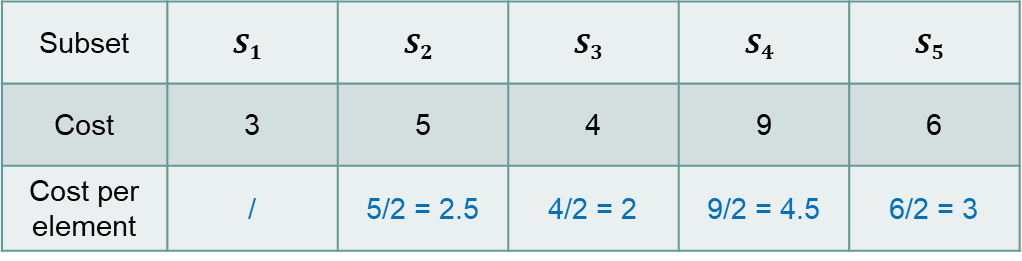 Subset S₁ S₂ S₃ S₄ S₅
Cost 3 5 4 9 6
Cost per
element / 5/2 = 2.5 4/2 = 2 9/2 = 4.5 6/2 = 3